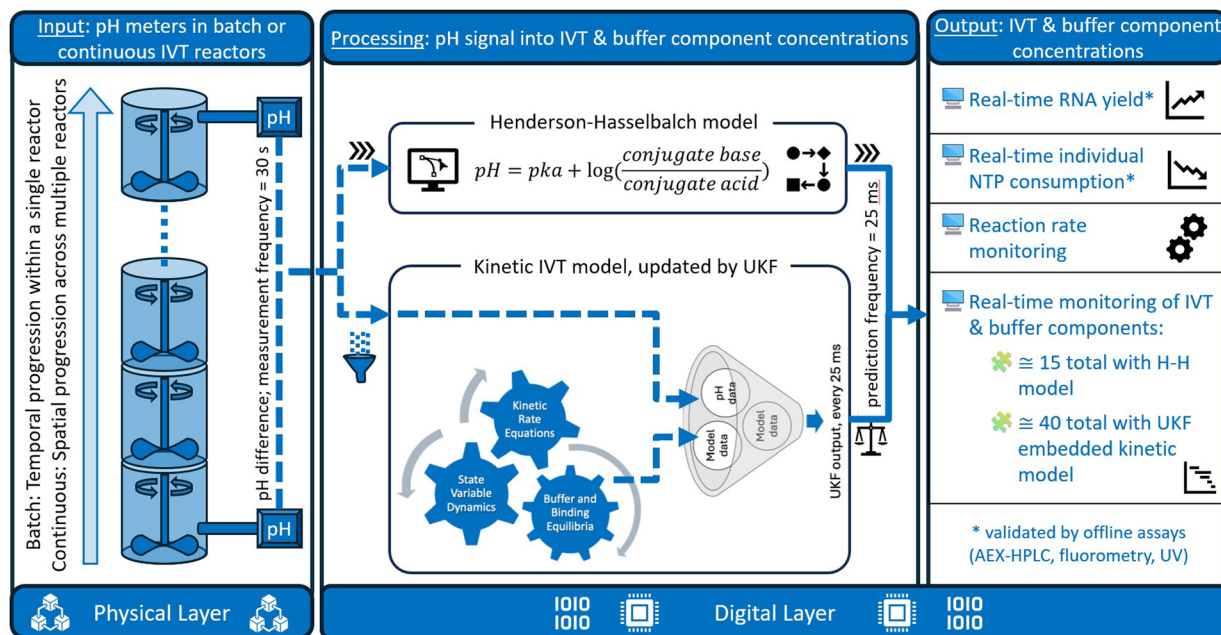 Input: pH meters in batch or
continuous IVT reactors
Batch: Temporal progression within a single reactor
Continuous: Spatial progression across multiple reactors
pH
pH difference; measurement frequency = 30 s
pH
Physical Layer
Processing: pH signal into IVT & buffer component concentrations
Henderson-Hasselbalch model
pH = pka + log(conjugate base
conjugate acid)
Kinetic IVT model, updated by UKF
Kinetic
Rate
Equations
State
Variable
Dynamics
Buffer and
Binding
Equilibria
pH
data
Model
data
Model
data
UKF output, every 25 ms
prediction frequency = 25 ms
1010
1010
Digital Layer
1010
1010
Output: IVT & buffer component
concentrations
Real-time RNA yield*
Real-time individual
NTP consumption*
Reaction rate
monitoring
Real-time monitoring of IVT
& buffer components:
≅ 15 total with H-H
model
≅ 40 total with UKF
embedded kinetic
model
* validated by offline assays
(AEX-HPLC, fluorometry, UV)